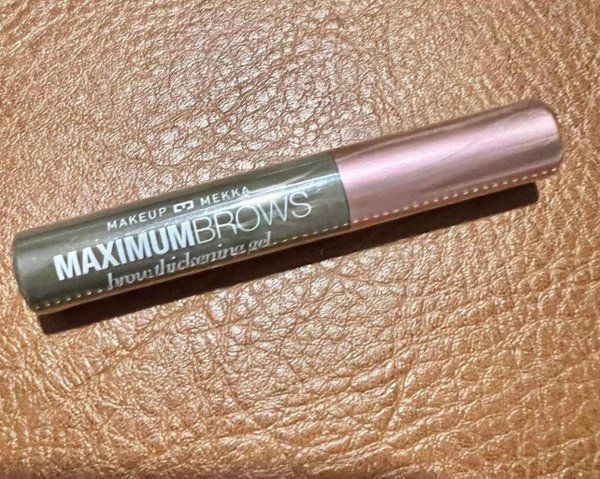 MAKEUP MEKKA
MAXIMUMBROWS
brow thickening gel